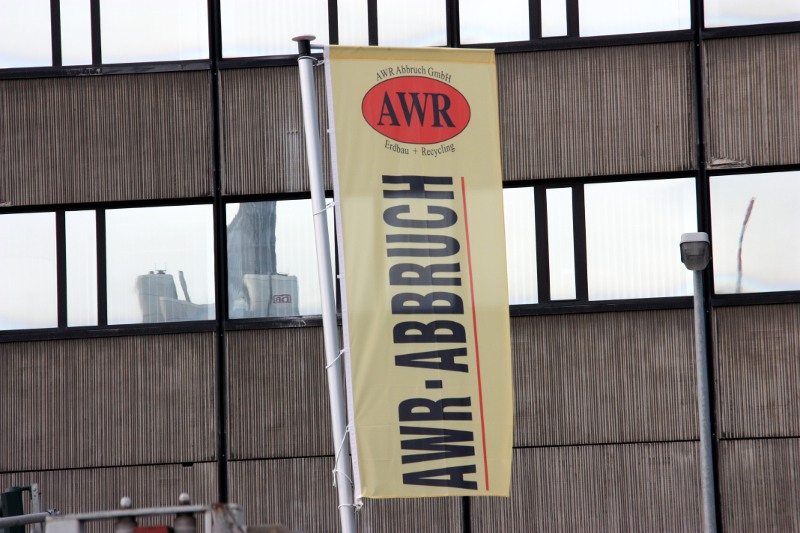 AWR Abbruch GmbH
AWR
Erdbau + Recycling
AWR-ABBRUCH